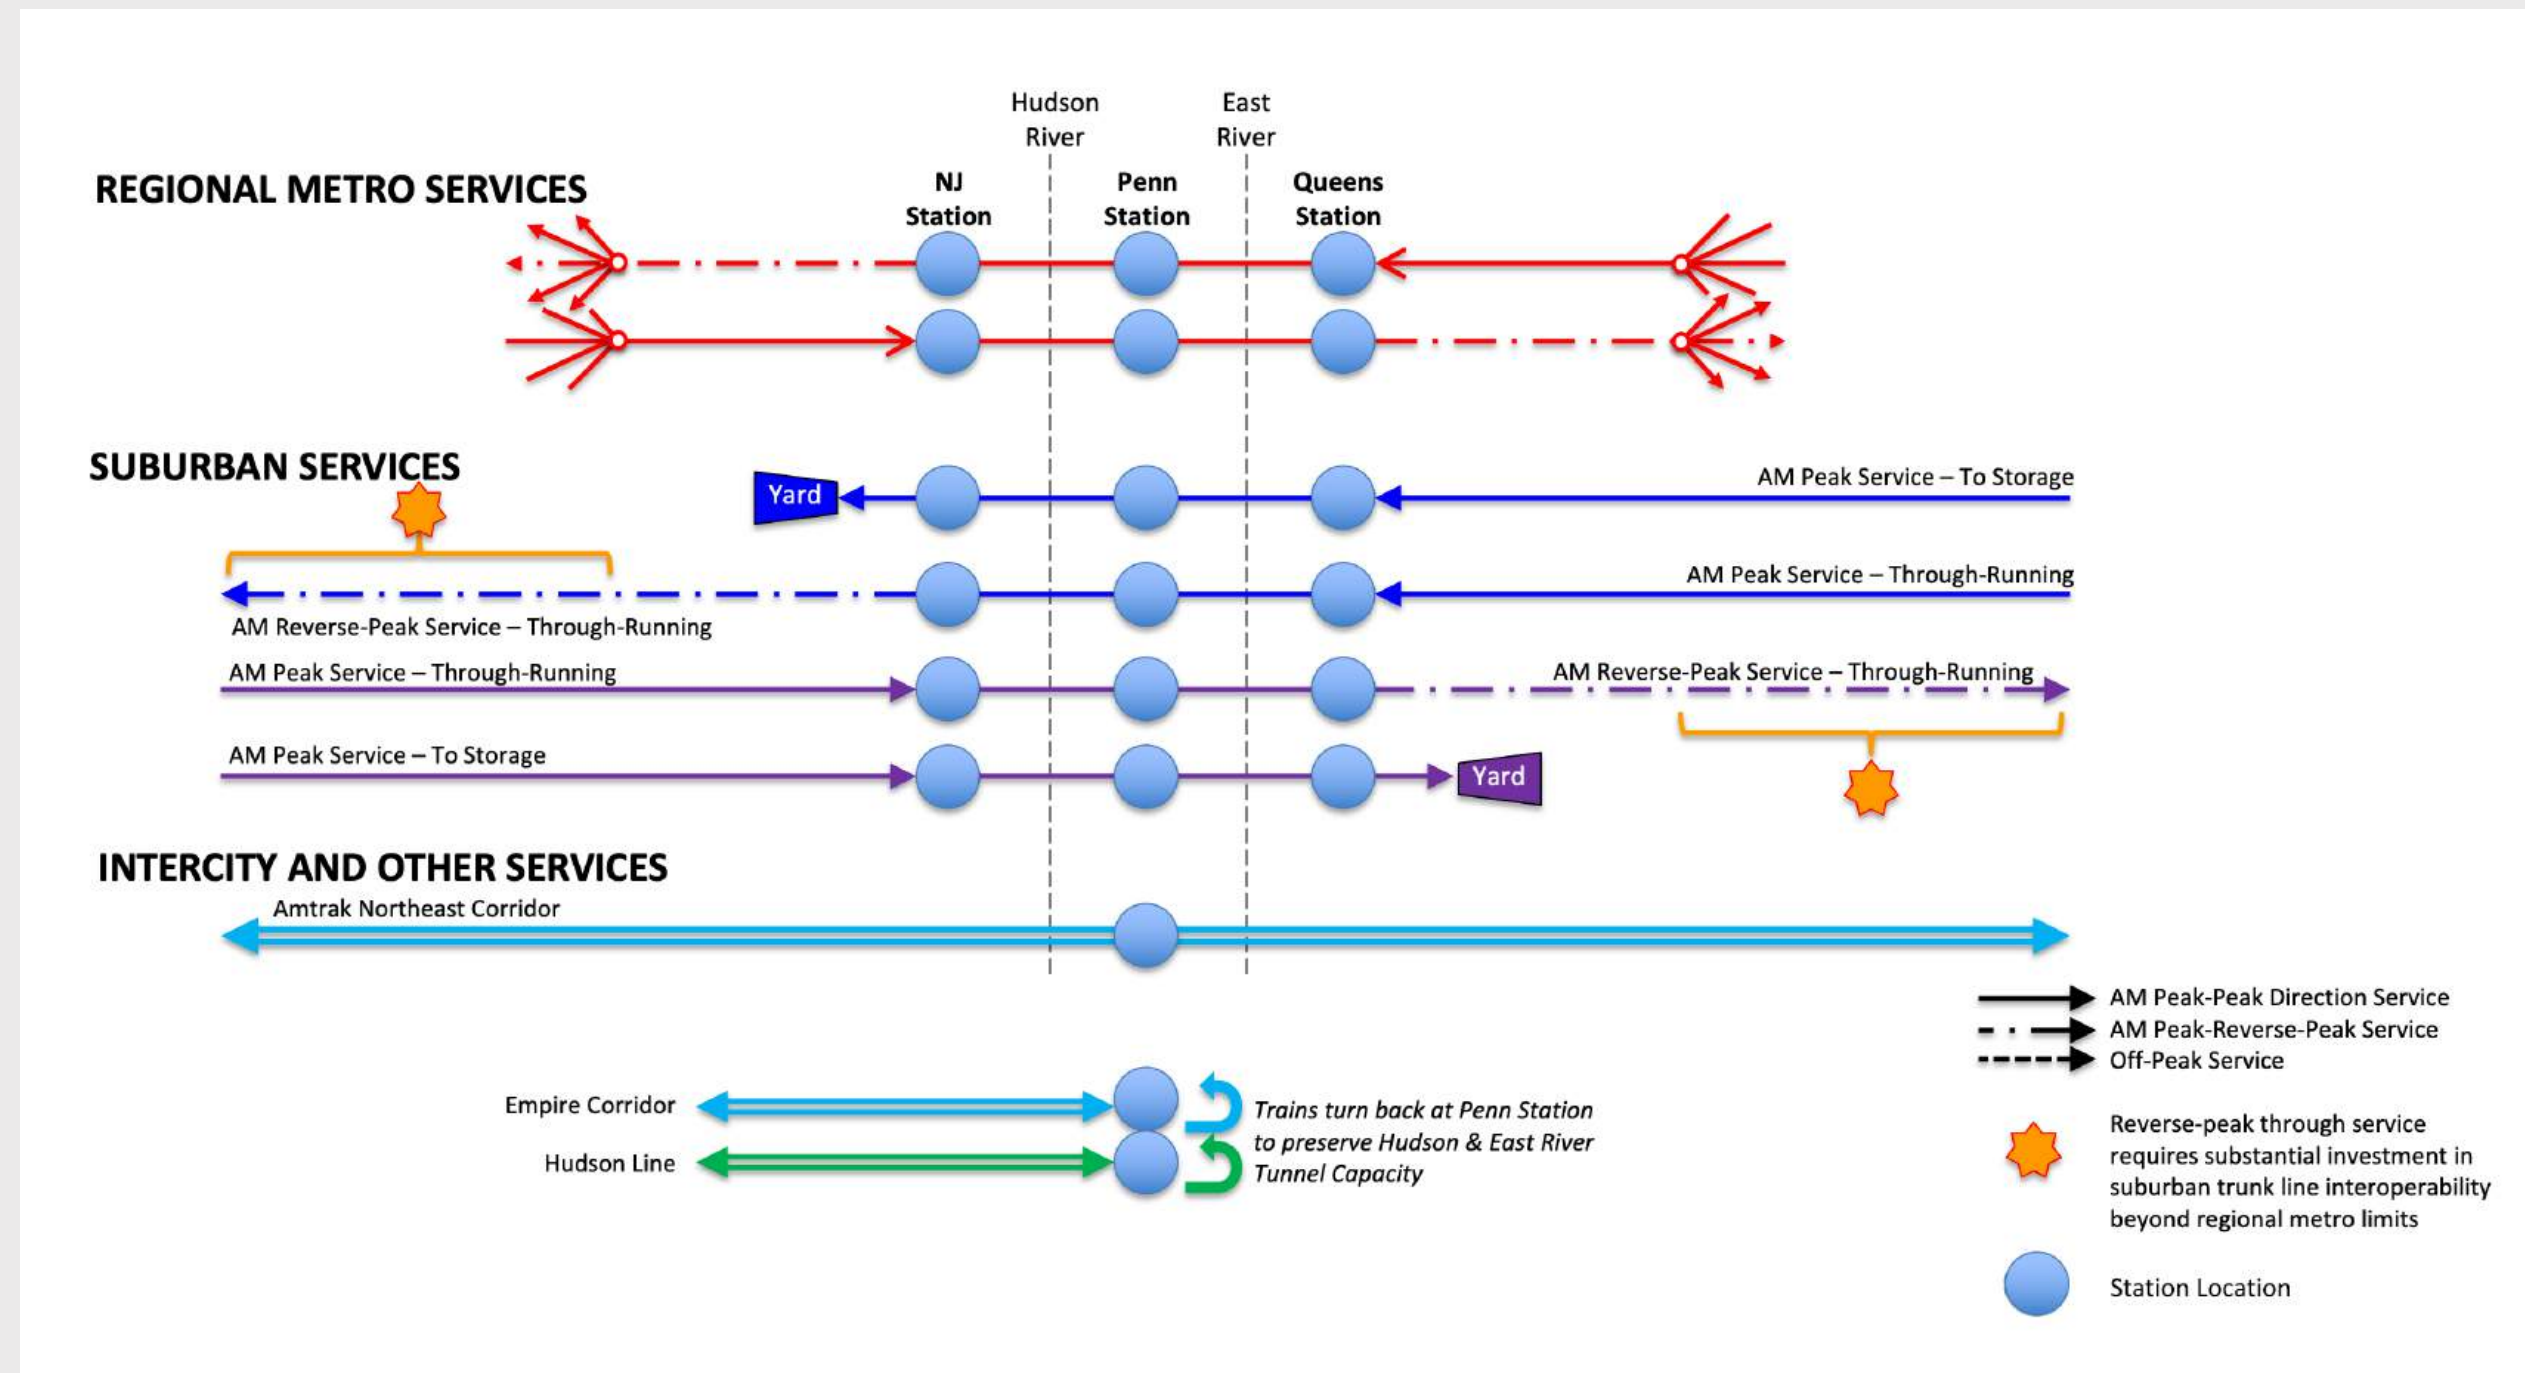 Hudson
River
East
River
REGIONAL METRO SERVICES
NJ
Station
Penn
Station
Queens
Station
SUBURBAN SERVICES
Yard
AM Peak Service – To Storage
AM Peak Service – Through-Running
AM Reverse-Peak Service – Through-Running
AM Peak Service – Through-Running
AM Reverse-Peak Service – Through-Running
AM Peak Service – To Storage
Yard
INTERCITY AND OTHER SERVICES
Amtrak Northeast Corridor
Empire Corridor
Hudson Line
Trains turn back at Penn Station
to preserve Hudson & East River
Tunnel Capacity
AM Peak-Peak Direction Service
AM Peak-Reverse-Peak Service
Off-Peak Service
Reverse-peak through service
requires substantial investment in
suburban trunk line interoperability
beyond regional metro limits
Station Location